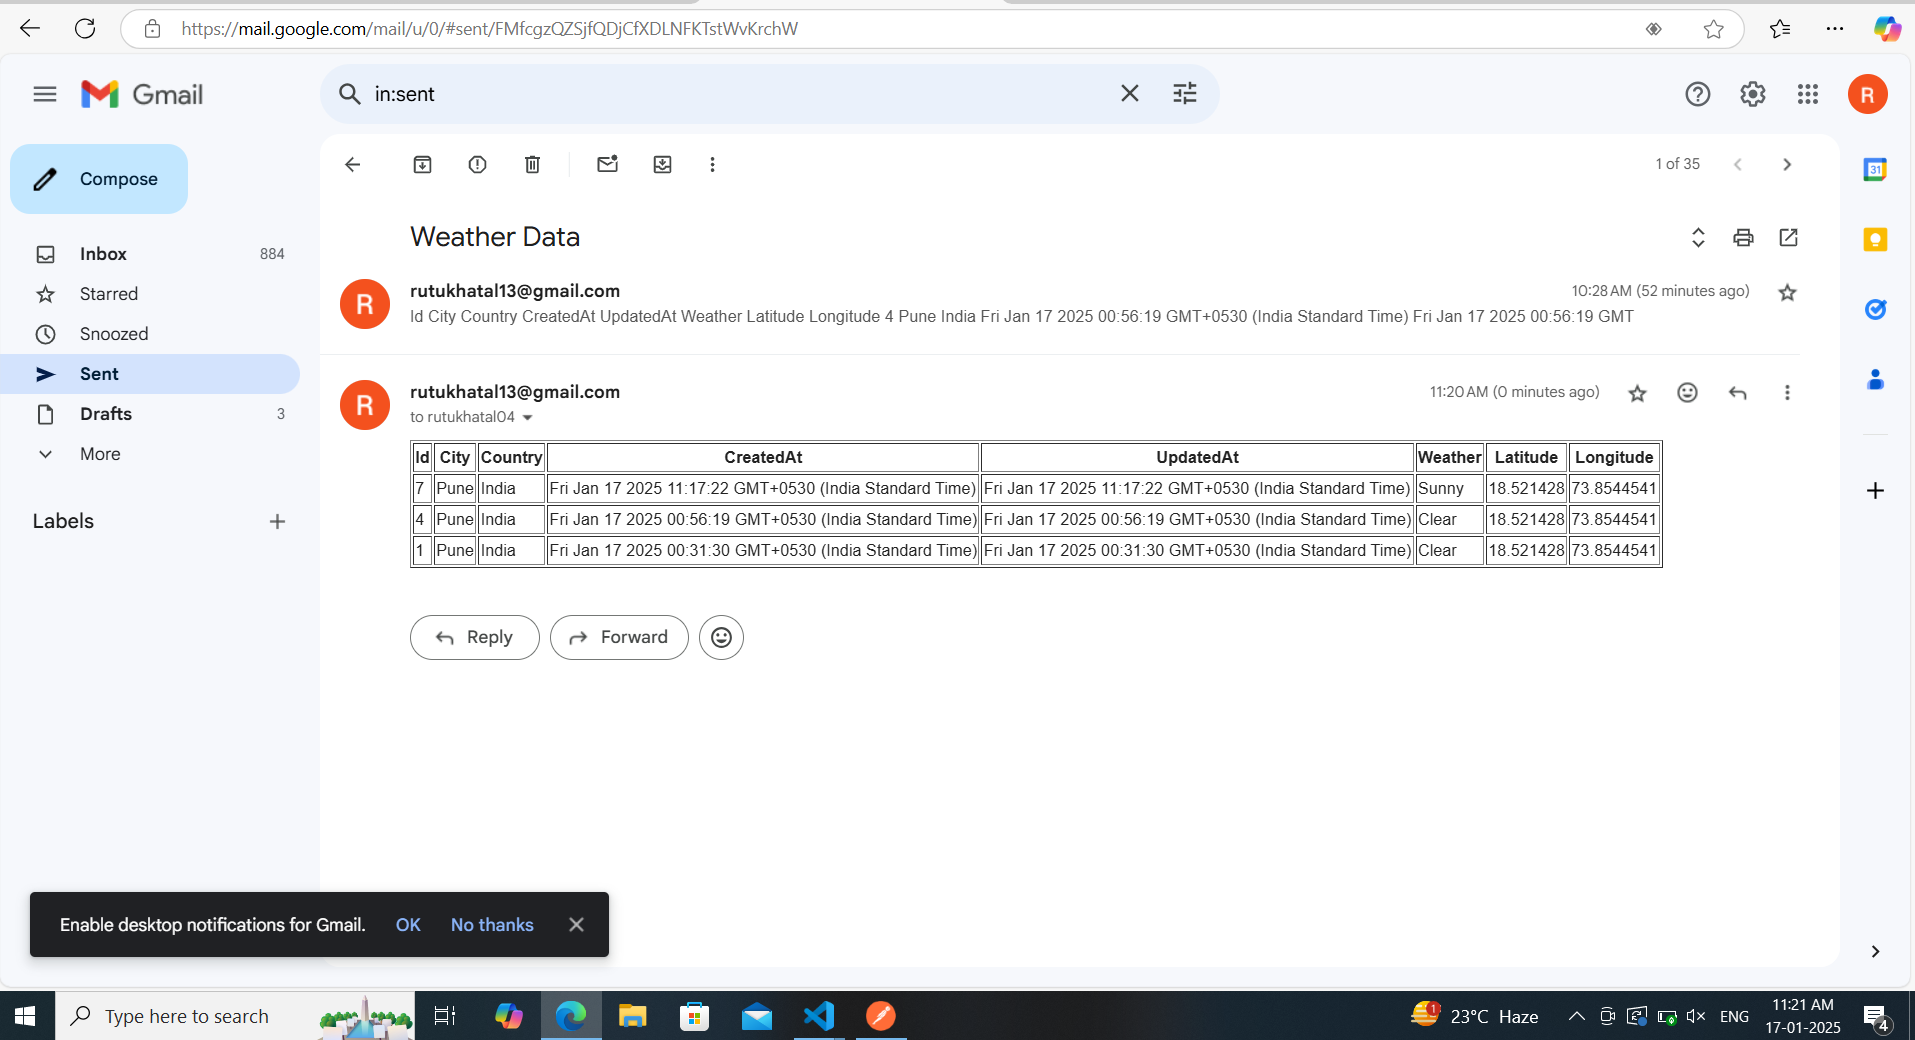 https://mail.google.com/mail/u/0/#sent/FMfcgzQZSjfQDjCfXDLNFKTstWvKrchW
Gmail
in:sent
R
Compose
1 of 35
31
Inbox 884
Starred
Snoozed
Sent
Drafts 3
More
Labels
Weather Data
R
rutukhatal13@gmail.com 10:28 AM (52 minutes ago)
Id City Country CreatedAt UpdatedAt Weather Latitude Longitude 4 Pune India Fri Jan 17 2025 00:56:19 GMT+0530 (India Standard Time) Fri Jan 17 2025 00:56:19 GMT
R
rutukhatal13@gmail.com 11:20 AM (0 minutes ago)
to rutukhatal04
Id City Country CreatedAt UpdatedAt Weather Latitude Longitude
7 Pune India Fri Jan 17 2025 11:17:22 GMT+0530 (India Standard Time) Fri Jan 17 2025 11:17:22 GMT+0530 (India Standard Time) Sunny 18.521428 73.8544541
4 Pune India Fri Jan 17 2025 00:56:19 GMT+0530 (India Standard Time) Fri Jan 17 2025 00:56:19 GMT+0530 (India Standard Time) Clear 18.521428 73.8544541
1 Pune India Fri Jan 17 2025 00:31:30 GMT+0530 (India Standard Time) Fri Jan 17 2025 00:31:30 GMT+0530 (India Standard Time) Clear 18.521428 73.8544541
Reply
Forward
Enable desktop notifications for Gmail. OK No thanks
Type here to search
1
23°C Haze
ENG
11:21 AM
17-01-2025
4